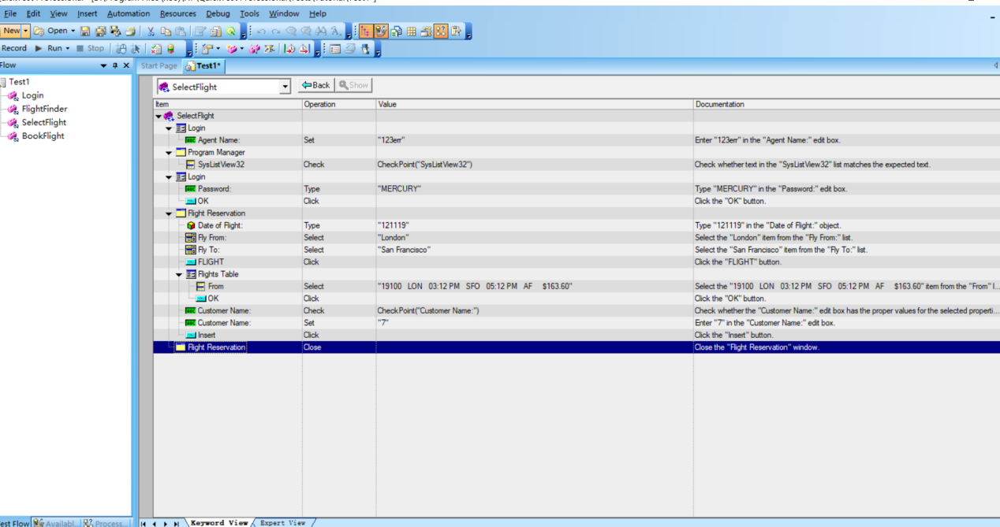 File Edit View Insert Automation Resources Debug Tools Window Help
New Open
Record Run Stop
Flow Start Page Test1*
Test1
Login
FlightFinder
SelectFlight
BookFlight
SelectFlight Back Show
Item Operation Value Documentation
SelectFlight
Login
Agent Name: Set "123err" Enter "123err" in the "Agent Name:" edit box.
Program Manager
SysListView32 Check CheckPoint("SysListView32") Check whether text in the "SysListView32" list matches the expected text.
Login
Password: Type "MERCURY" Type "MERCURY" in the "Password:" edit box.
OK Click Click the "OK" button.
Flight Reservation
Date of Flight: Type "121119" Type "121119" in the "Date of Flight:" object.
Fly From: Select "London" Select the "London" item from the "Fly From:" list.
Fly To: Select "San Francisco" Select the "San Francisco" item from the "Fly To:" list.
FLIGHT Click Click the "FLIGHT" button.
Flights Table
From Select "19100 LON 03:12 PM SFO 05:12 PM AF $163.60" Select the "19100 LON 03:12 PM SFO 05:12 PM AF $163.60" item from the "From" l...
OK Click Click the "OK" button.
Customer Name: Check CheckPoint("Customer Name:") Check whether the "Customer Name:" edit box has the proper values for the selected properti...
Customer Name: Set "7" Enter "7" in the "Customer Name:" edit box.
Insert Click Click the "Insert" button.
Flight Reservation Close Close the "Flight Reservation" window.
est Flow Availabl... Process... Keyword View Expert View